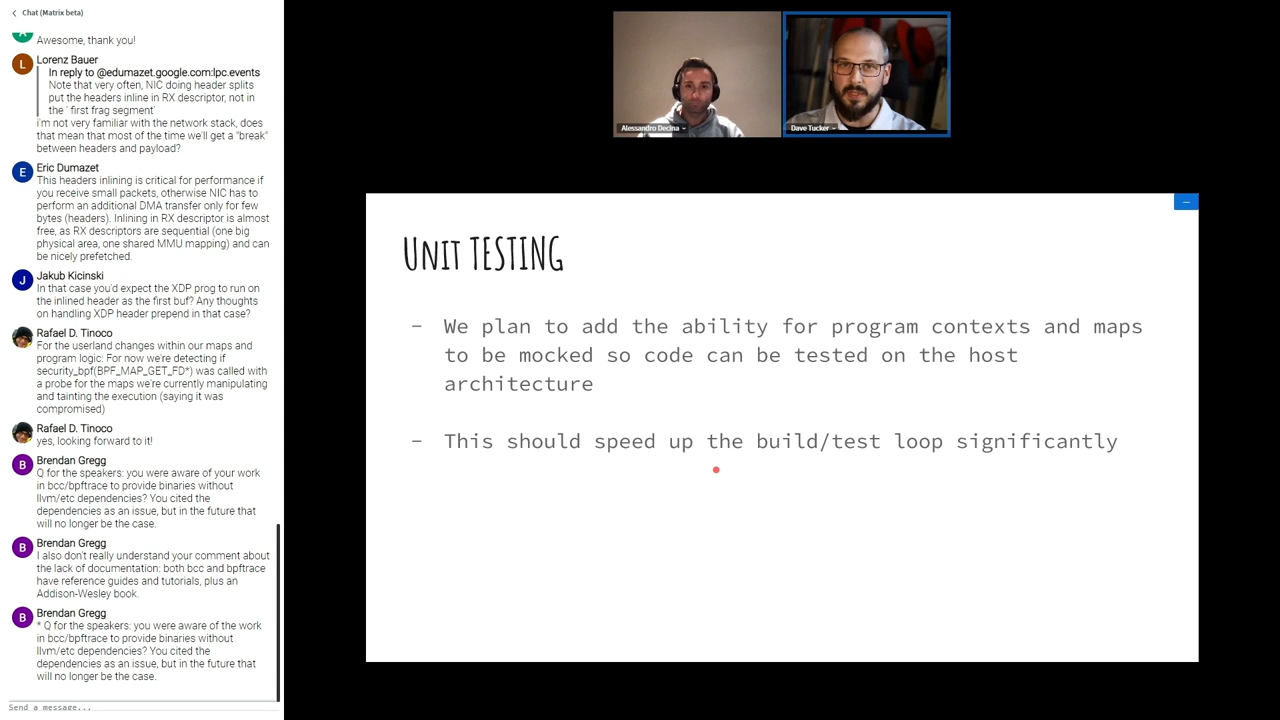 Chat (Matrix beta)
Awesome, thank you!
L
Lorenz Bauer
In reply to @edumazet.google.com:lpc.events
Note that very often, NIC doing header splits
put the headers inline in RX descriptor, not in
the ' first frag segment'
i'm not very familiar with the network stack, does
that mean that most of the time we'll get a "break"
between headers and payload?
E
Eric Dumazet
This headers inlining is critical for performance if
you receive small packets, otherwise NIC has to
perform an additional DMA transfer only for few
bytes (headers). Inlining in RX descriptor is almost
free, as RX descriptors are sequential (one big
physical area, one shared MMU mapping) and can
be nicely prefetched.
J
Jakub Kicinski
In that case you'd expect the XDP prog to run on
the inlined header as the first buf? Any thoughts
on handling XDP header prepend in that case?
Rafael D. Tinoco
For the userland changes within our maps and
program logic: For now we're detecting if
security_bpf(BPF_MAP_GET_FD*) was called with
a probe for the maps we're currently manipulating
and tainting the execution (saying it was
compromised)
Rafael D. Tinoco
yes, looking forward to it!
B
Brendan Gregg
Q for the speakers: you were aware of your work
in bcc/bpftrace to provide binaries without
llvm/etc dependencies? You cited the
dependencies as an issue, but in the future that
will no longer be the case.
B
Brendan Gregg
I also don't really understand your comment about
the lack of documentation: both bcc and bpftrace
have reference guides and tutorials, plus an
Addison-Wesley book.
B
Brendan Gregg
* Q for the speakers: you were aware of the work
in bcc/bpftrace to provide binaries without
llvm/etc dependencies? You cited the
dependencies as an issue, but in the future that
will no longer be the case.
Send a message...
Alessandro Decina
Dave Tucker
Unit TESTING
- We plan to add the ability for program contexts and maps
to be mocked so code can be tested on the host
architecture
- This should speed up the build/test loop significantly